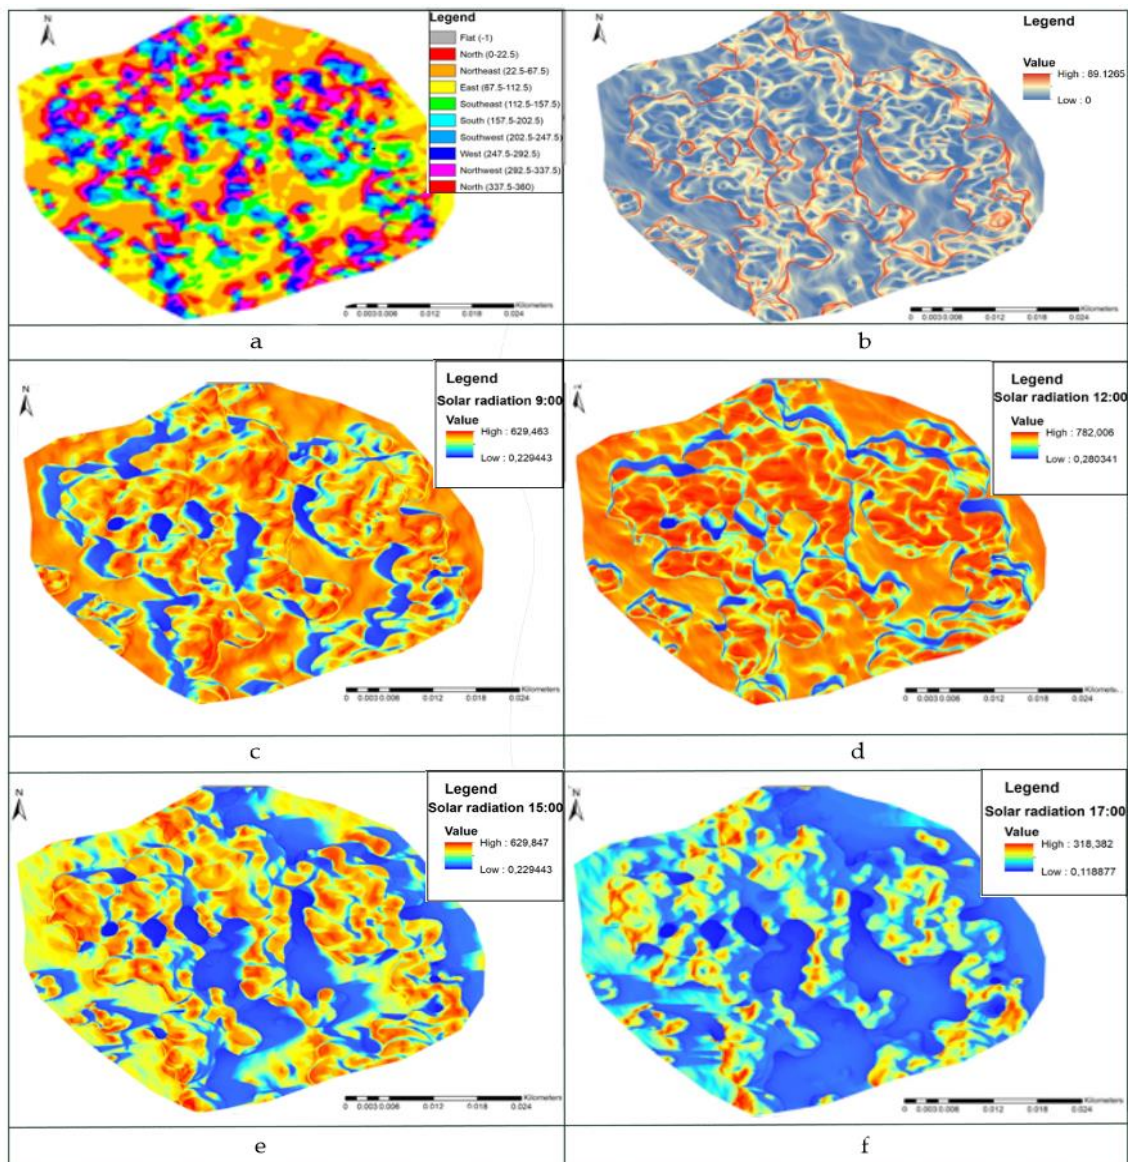 N
Legend
Flat (-1)
North (0-22.5)
Northeast (22.5-67.5)
East (67.5-112.5)
Southeast (112.5-157.5)
South (157.5-202.5)
Southwest (202.5-247.5)
West (247.5-292.5)
Northwest (292.5-337.5)
North (337.5-360)
Kilometers
0 0.003 0.006 0.012 0.018 0.024
a
N
Legend
Value
High : 89.1265
Low : 0
Kilometers
0 0.003 0.006 0.012 0.018 0.024
b
N
Legend
Solar radiation 9:00
Value
High : 629,463
Low : 0,229443
Kilometers
0 0.003 0.006 0.012 0.018 0.024
c
N
Legend
Solar radiation 12:00
Value
High : 782,006
Low : 0,280341
Kilomete...
0 0.003 0.006 0.012 0.018 0.024
d
N
Legend
Solar radiation 15:00
Value
High : 629,847
Low : 0,229443
Kilometers
0 0.003 0.006 0.012 0.018 0.024
e
N
Legend
Solar radiation 17:00
Value
High : 318,382
Low : 0,118877
Kilometers
0 0.003 0.006 0.012 0.018 0.024
f